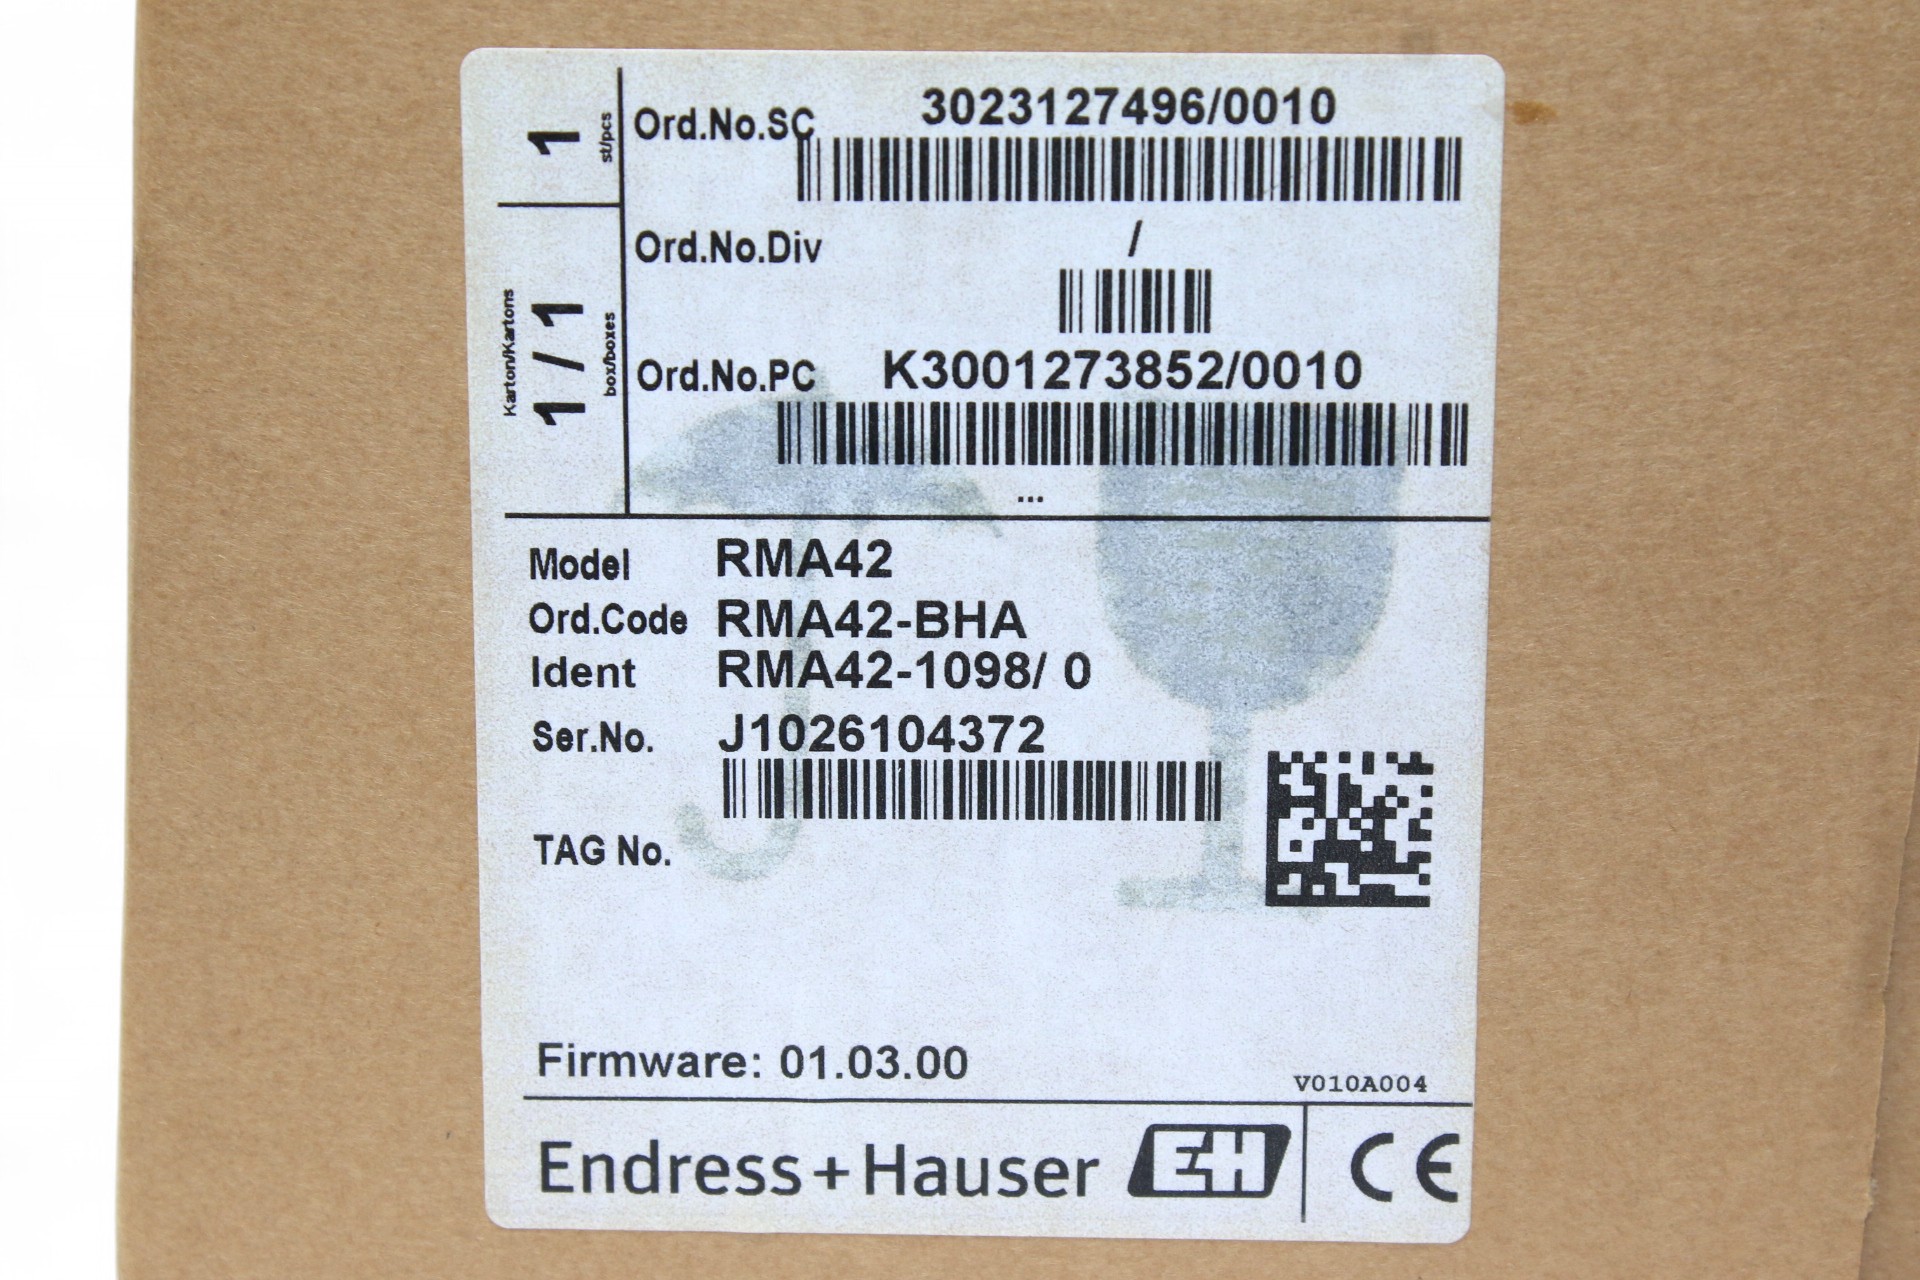 1
st/pcs
Ord.No.SC 3023127496/0010
Ord.No.Div /
Karton/Kartons
1 / 1
box/boxes
Ord.No.PC K3001273852/0010
...
Model RMA42
Ord.Code RMA42-BHA
Ident RMA42-1098/ 0
Ser.No. J1026104372
TAG No.
Firmware: 01.03.00
V010A004
Endress+Hauser EH CE